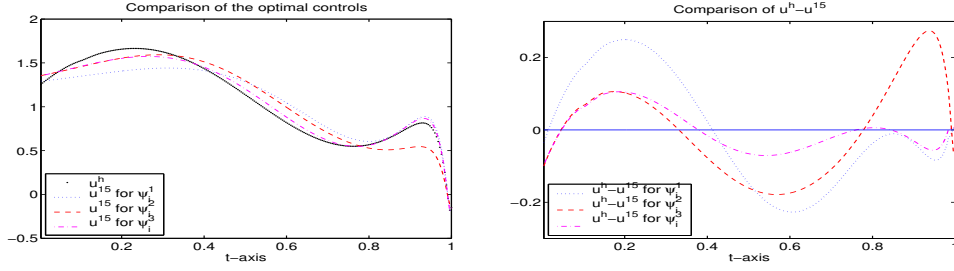 Comparison of the optimal controls
2
1.5
1
0.5
0
−0.5
0.2
0.4
0.6
0.8
1
t−axis
u^h
u^15 for ψ_i^1
u^15 for ψ_i^2
u^15 for ψ_i^3
Comparison of u^h−u^15
0.2
0
−0.2
0.2
0.4
0.6
0.8
1
t−axis
u^h−u^15 for ψ_i^1
u^h−u^15 for ψ_i^2
u^h−u^15 for ψ_i^3